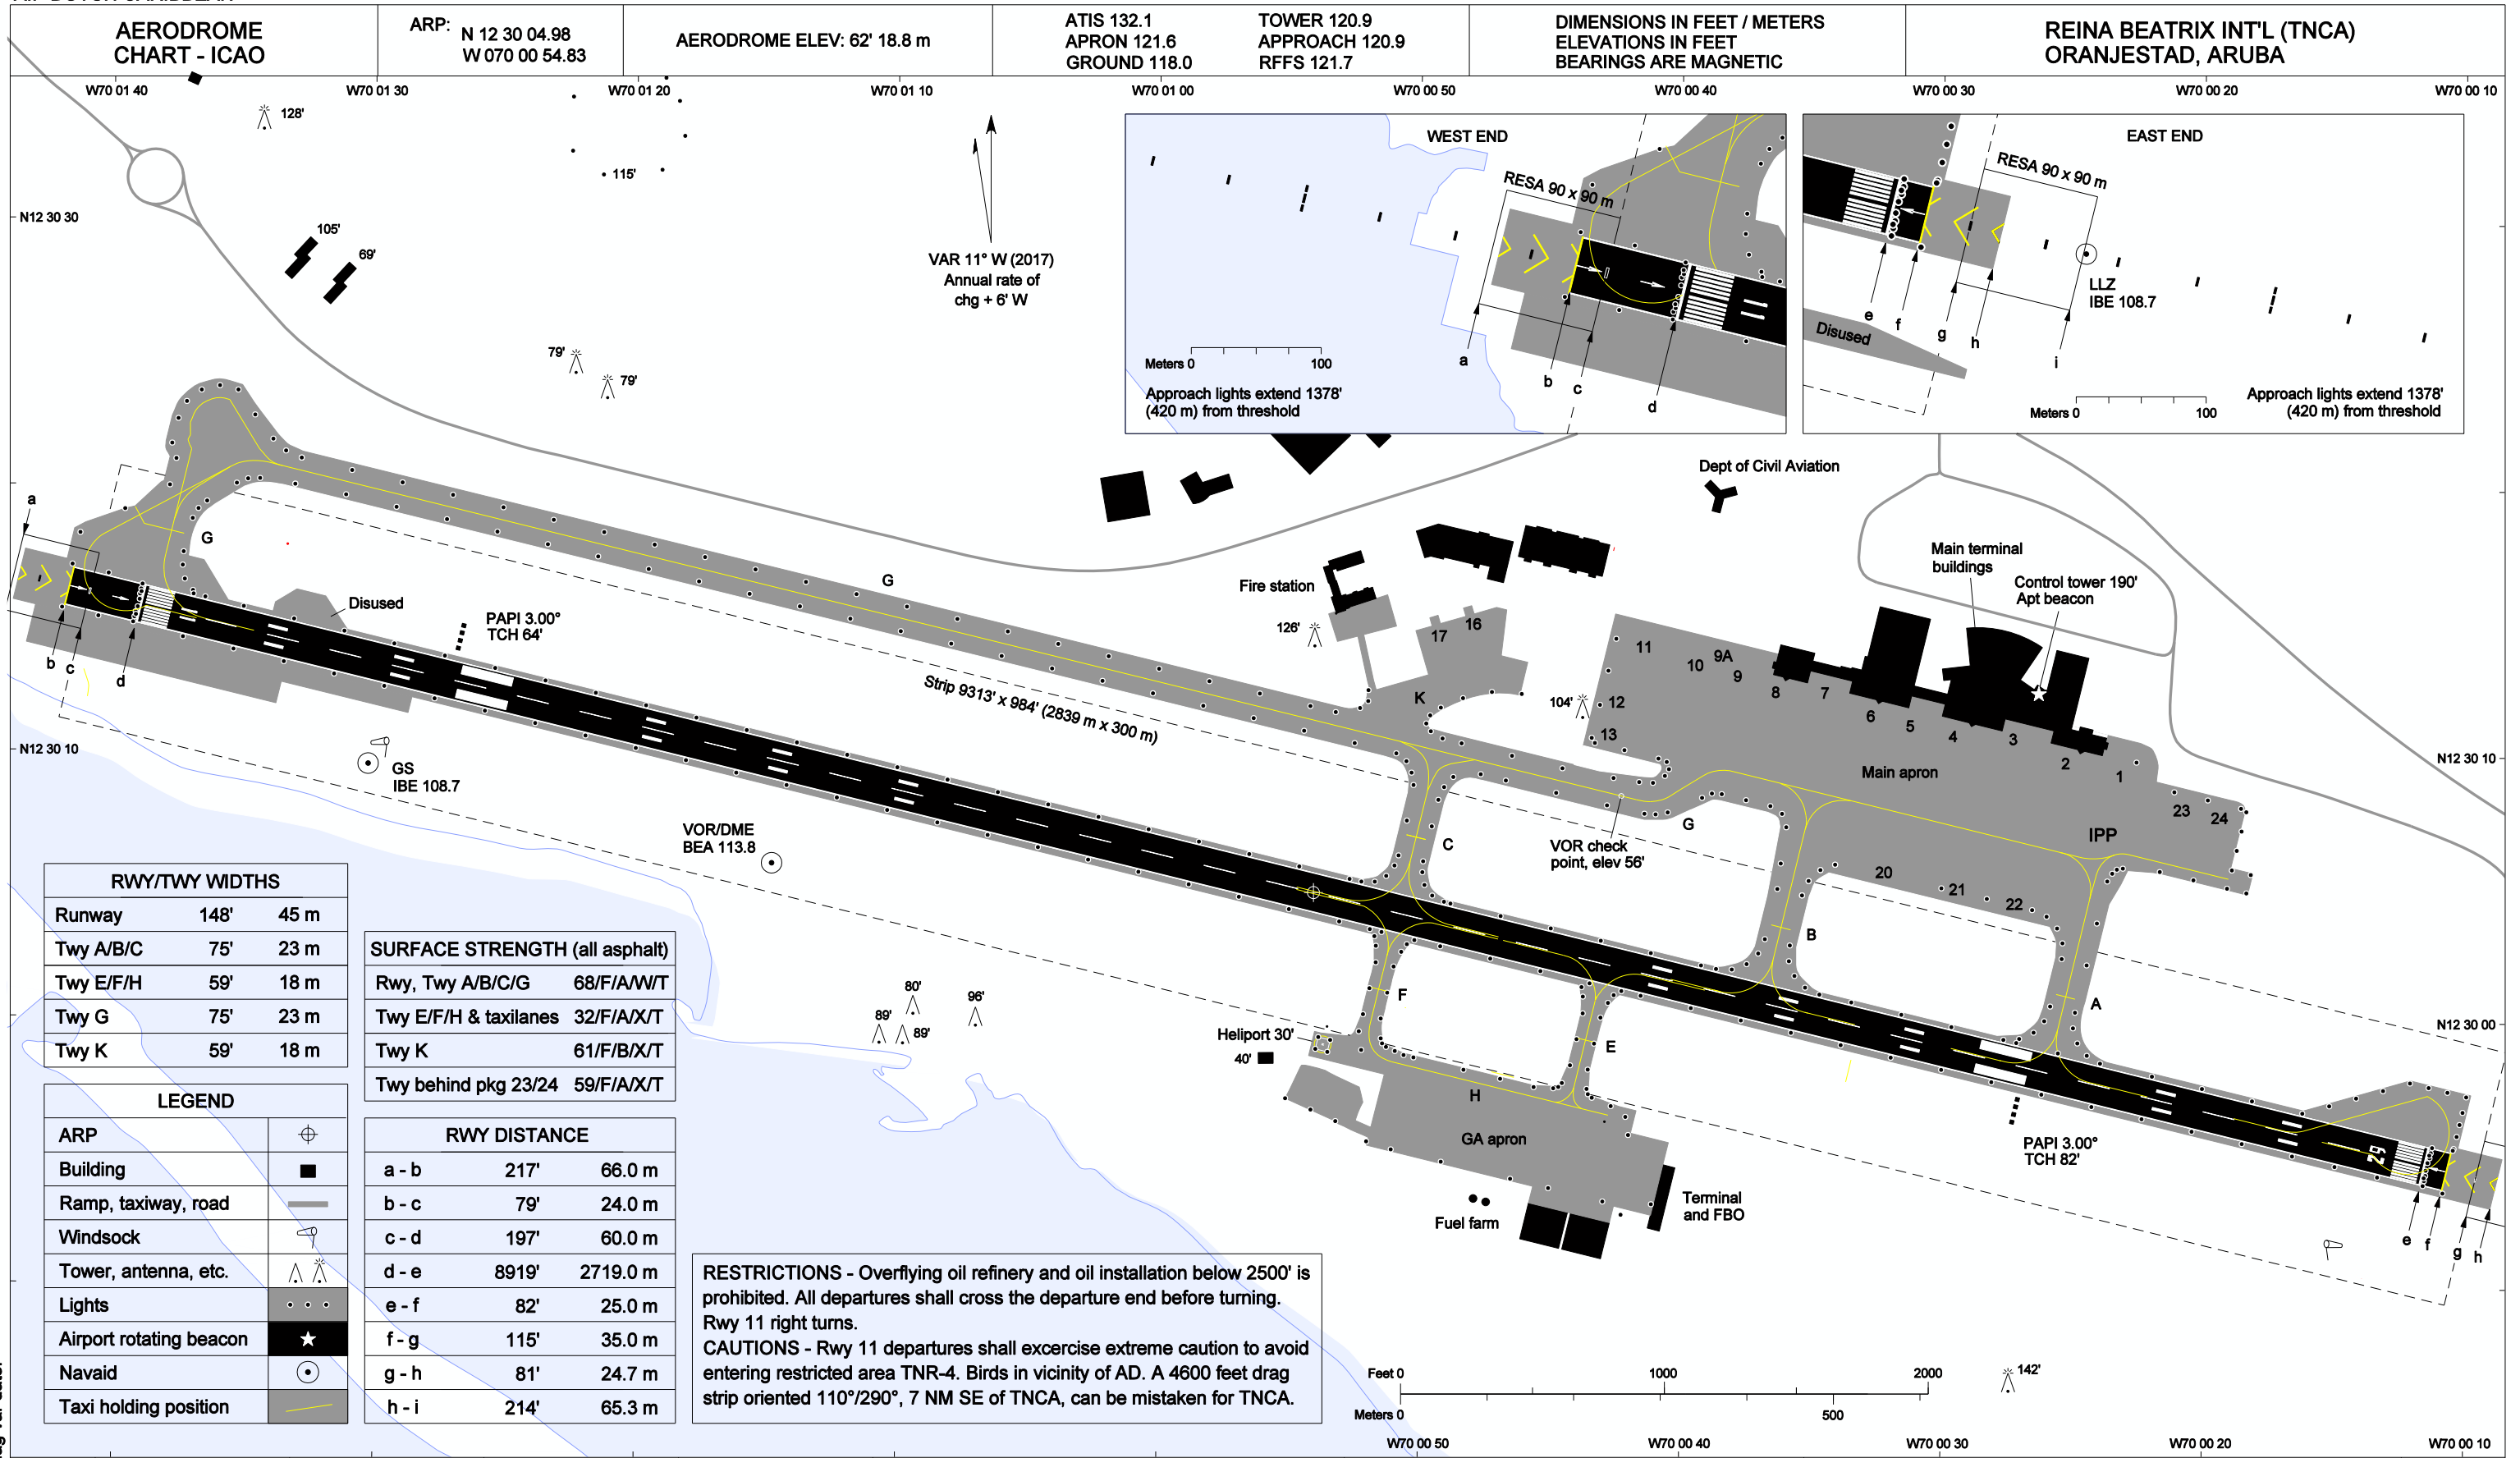 AERODROME
CHART - ICAO
ARP:
N 12 30 04.98
W 070 00 54.83
AERODROME ELEV: 62' 18.8 m
ATIS 132.1
APRON 121.6
GROUND 118.0
TOWER 120.9
APPROACH 120.9
RFFS 121.7
DIMENSIONS IN FEET / METERS
ELEVATIONS IN FEET
BEARINGS ARE MAGNETIC
REINA BEATRIX INT'L (TNCA)
ORANJESTAD, ARUBA
W70 01 40
W70 01 30
W70 01 20
W70 01 10
W70 01 00
W70 00 50
W70 00 40
W70 00 30
W70 00 20
W70 00 10
128'
115'
N12 30 30
105'
69'
79'
79'
VAR 11° W (2017)
Annual rate of
chg + 6' W
WEST END
RESA 90 x 90 m
a
b
c
d
Meters 0
100
Approach lights extend 1378'
(420 m) from threshold
EAST END
RESA 90 x 90 m
LLZ
IBE 108.7
Disused
e
f
g
h
i
Meters 0
100
Approach lights extend 1378'
(420 m) from threshold
Dept of Civil Aviation
a
G
G
Disused
PAPI 3.00°
TCH 64'
b
c
d
Fire station
126'
17
16
K
Strip 9313' x 984' (2839 m x 300 m)
104'
Main terminal
buildings
Control tower 190'
Apt beacon
11
10
9A
9
8
7
6
5
4
3
2
1
12
13
23
24
Main apron
IPP
N12 30 10
N12 30 10
GS
IBE 108.7
VOR/DME
BEA 113.8
C
VOR check
point, elev 56'
G
20
21
22
B
A
F
E
H
N12 30 00
80'
89'
89'
96'
Heliport 30'
40'
GA apron
Fuel farm
Terminal
and FBO
PAPI 3.00°
TCH 82'
29
e
f
g
h
RWY/TWY WIDTHS
Runway 148' 45 m
Twy A/B/C 75' 23 m
Twy E/F/H 59' 18 m
Twy G 75' 23 m
Twy K 59' 18 m
SURFACE STRENGTH (all asphalt)
Rwy, Twy A/B/C/G 68/F/A/W/T
Twy E/F/H & taxilanes 32/F/A/X/T
Twy K 61/F/B/X/T
Twy behind pkg 23/24 59/F/A/X/T
LEGEND
ARP
Building
Ramp, taxiway, road
Windsock
Tower, antenna, etc.
Lights
Airport rotating beacon
Navaid
Taxi holding position
RWY DISTANCE
a - b 217' 66.0 m
b - c 79' 24.0 m
c - d 197' 60.0 m
d - e 8919' 2719.0 m
e - f 82' 25.0 m
f - g 115' 35.0 m
g - h 81' 24.7 m
h - i 214' 65.3 m
RESTRICTIONS - Overflying oil refinery and oil installation below 2500' is
prohibited. All departures shall cross the departure end before turning.
Rwy 11 right turns.
CAUTIONS - Rwy 11 departures shall excercise extreme caution to avoid
entering restricted area TNR-4. Birds in vicinity of AD. A 4600 feet drag
strip oriented 110°/290°, 7 NM SE of TNCA, can be mistaken for TNCA.
Feet 0
1000
2000
Meters 0
500
142'
W70 00 50
W70 00 40
W70 00 30
W70 00 20
W70 00 10